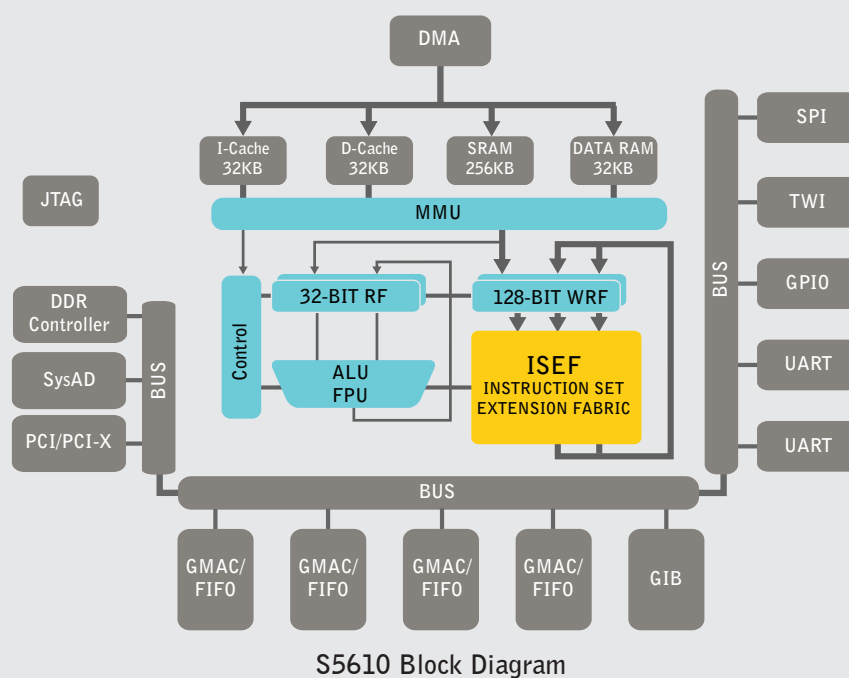 DMA
I-Cache
32KB
D-Cache
32KB
SRAM
256KB
DATA RAM
32KB
MMU
JTAG
Control
32-BIT RF
128-BIT WRF
ALU
FPU
ISEF
INSTRUCTION SET
EXTENSION FABRIC
DDR
Controller
SysAD
PCI/PCI-X
BUS
BUS
SPI
TWI
GPIO
UART
UART
BUS
GMAC/
FIFO
GMAC/
FIFO
GMAC/
FIFO
GMAC/
FIFO
GIB
S5610 Block Diagram